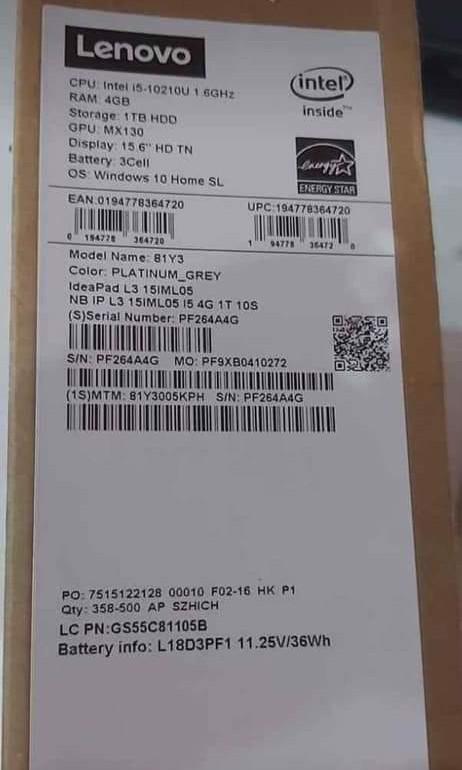 Lenovo
CPU: Intel i5-10210U 1.6GHz
RAM: 4GB
Storage: 1TB HDD
GPU: MX130
Display: 15.6" HD TN
Battery: 3Cell
OS: Windows 10 Home SL
intel
inside™
energy
ENERGY STAR
EAN:0194778364720
UPC:194778364720
0 194778 364720
1 94778 36472 0
Model Name: 81Y3
Color: PLATINUM_GREY
IdeaPad L3 15IML05
NB IP L3 15IML05 I5 4G 1T 10S
(S)Serial Number: PF264A4G
S/N: PF264A4G MO: PF9XB0410272
(1S)MTM: 81Y3005KPH S/N: PF264A4G
PO: 7515122128 00010 F02-16 HK P1
Qty: 358-500 AP SZHICH
LC PN:GS55C81105B
Battery info: L18D3PF1 11.25V/36Wh